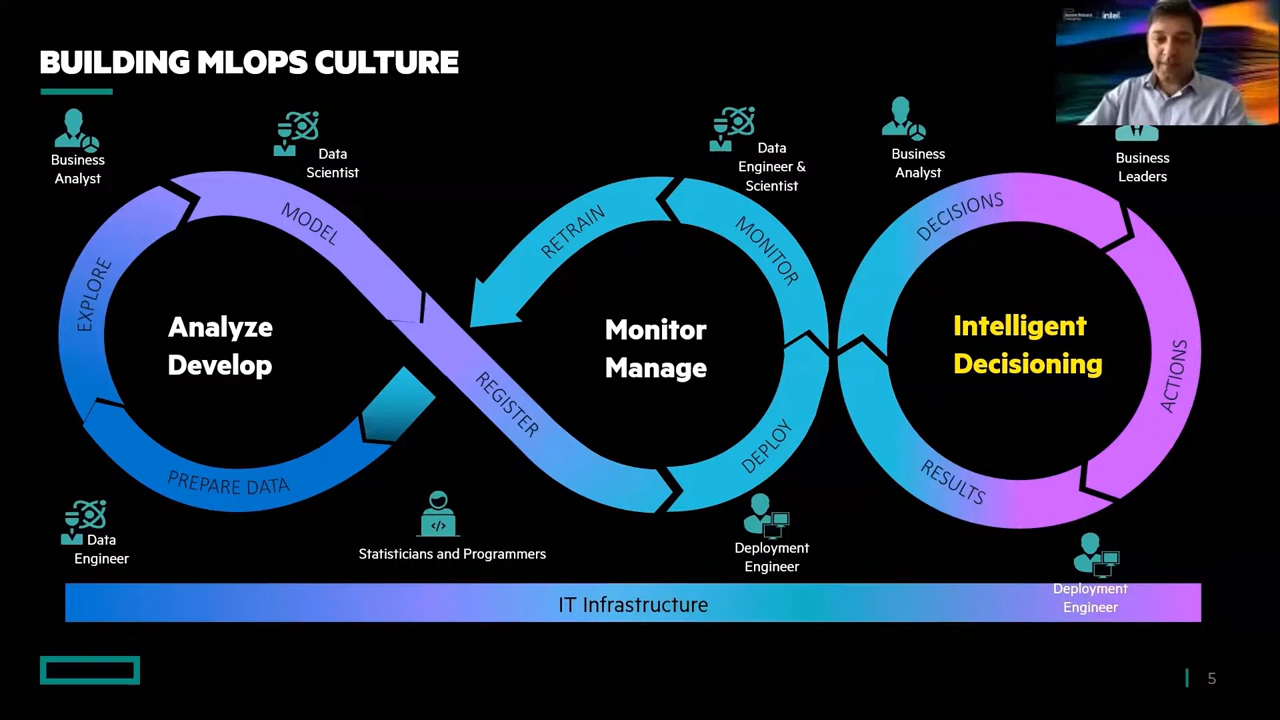 BUILDING MLOPS CULTURE
intel
Business
Analyst
Data
Scientist
Data
Engineer &
Scientist
Business
Analyst
Business
Leaders
EXPLORE
MODEL
RETRAIN
MONITOR
DECISIONS
Analyze
Develop
Monitor
Manage
Intelligent
Decisioning
ACTIONS
PREPARE DATA
REGISTER
DEPLOY
RESULTS
Data
Engineer
Statisticians and Programmers
Deployment
Engineer
Deployment
Engineer
IT Infrastructure
5